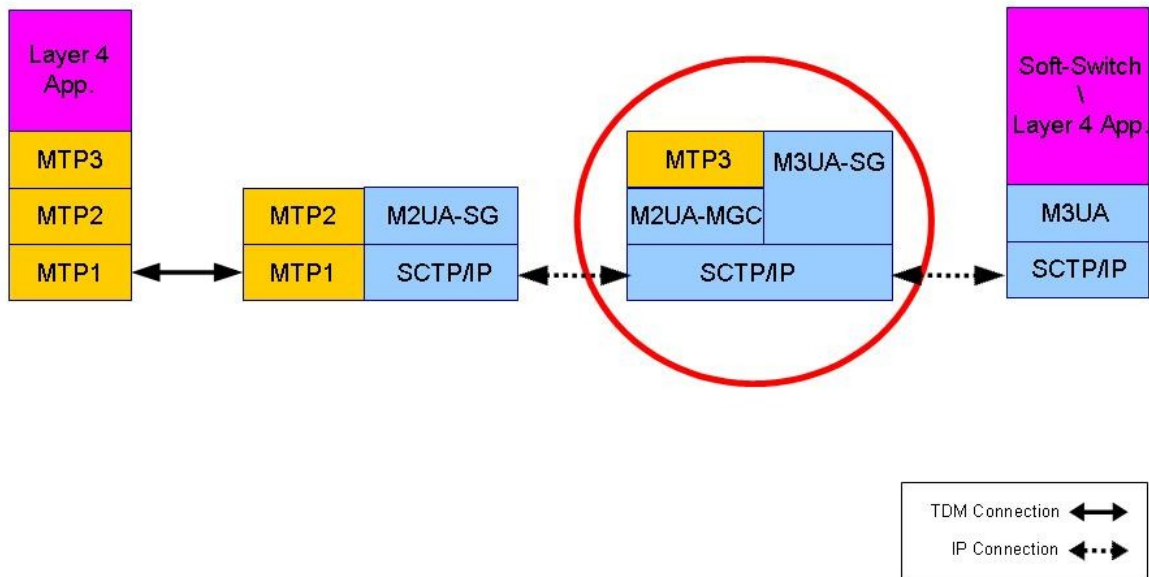 Layer 4
App.
MTP3
MTP2
MTP1
MTP2
M2UA-SG
MTP1
SCTP/IP
MTP3
M3UA-SG
M2UA-MGC
SCTP/IP
Soft-Switch
\
Layer 4 App.
M3UA
SCTP/IP
TDM Connection
IP Connection